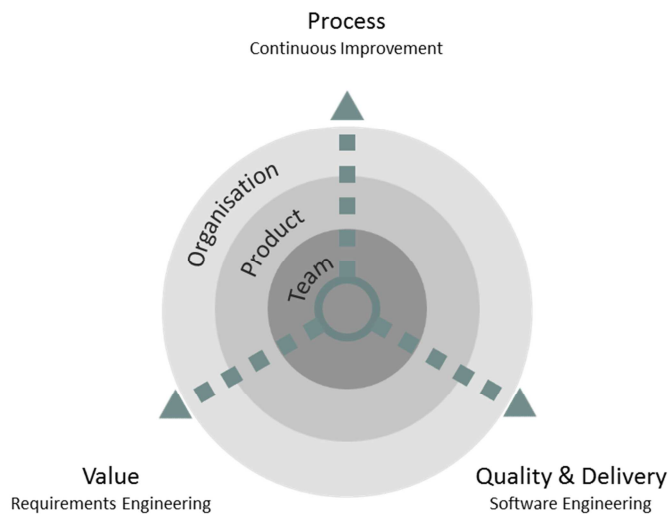 Process
Continuous Improvement
Organisation
Product
Team
Value
Requirements Engineering
Quality & Delivery
Software Engineering